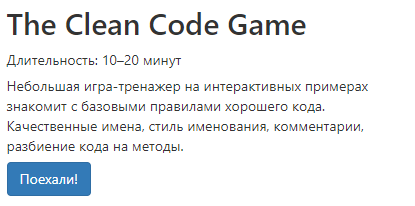 The Clean Code Game
Длительность: 10–20 минут
Небольшая игра-тренажер на интерактивных примерах
знакомит с базовыми правилами хорошего кода.
Качественные имена, стиль именования, комментарии,
разбиение кода на методы.
Поехали!